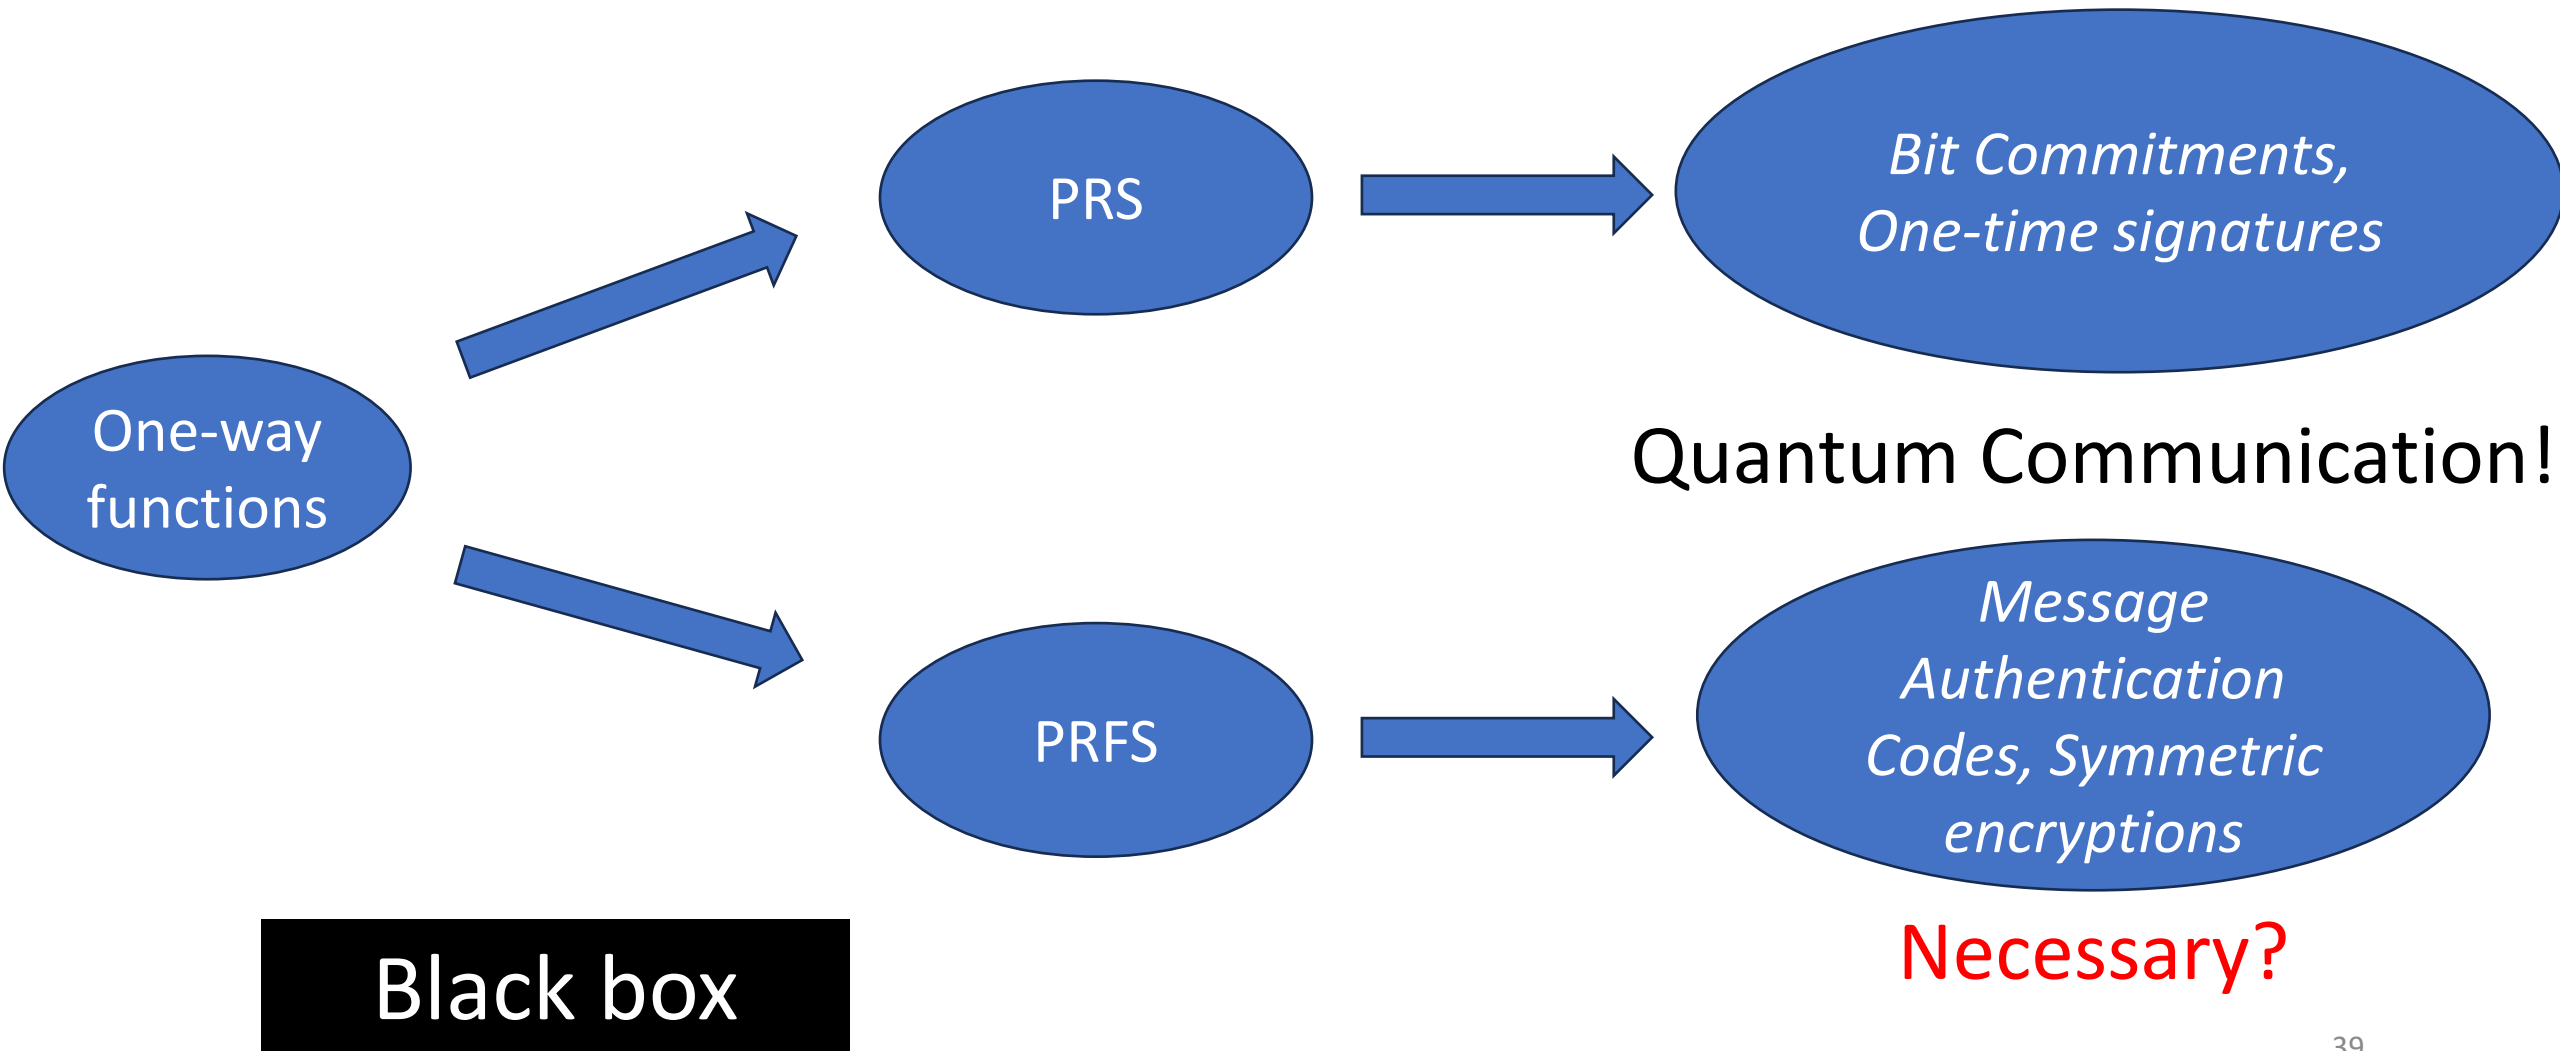 PRS
Bit Commitments,
One-time signatures
One-way
functions
Quantum Communication!
PRFS
Message
Authentication
Codes, Symmetric
encryptions
Necessary?
Black box
39